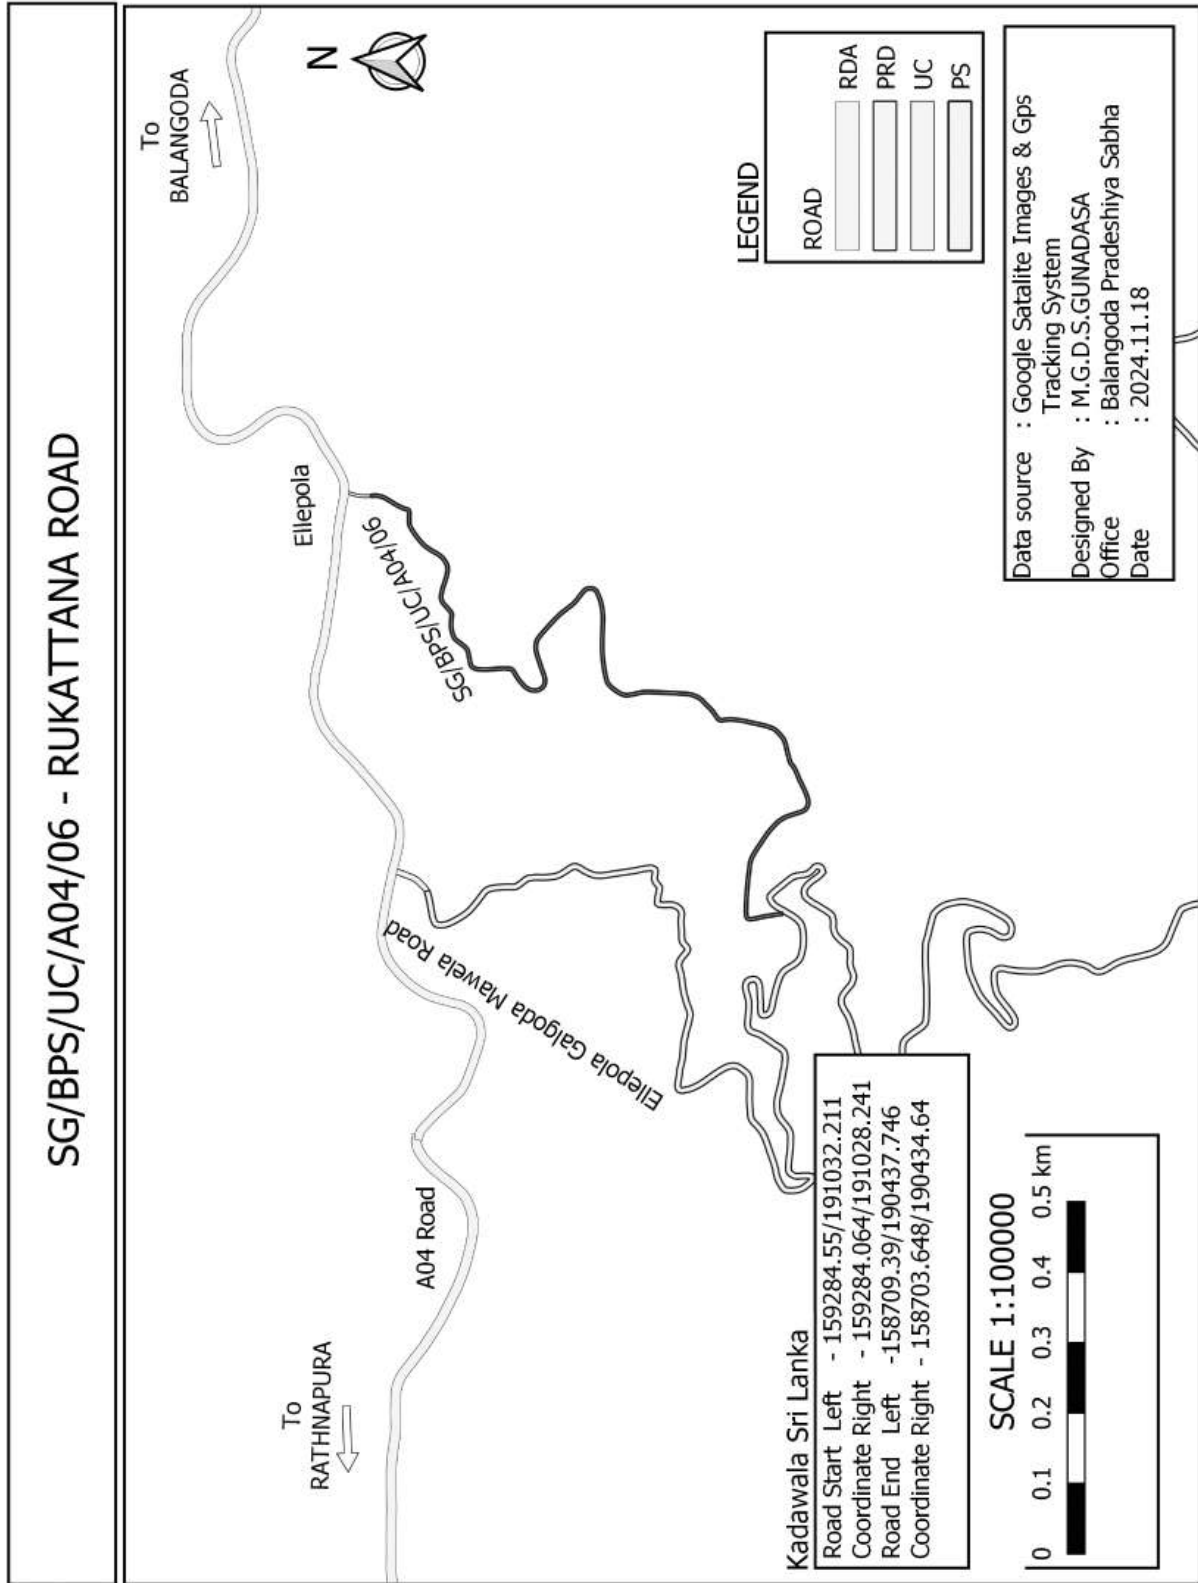 SG/BPS/UC/A04/06 - RUKATTANA ROAD
To
BALANGODA
N
Ellepola
SG/BPS/UC/A04/06
Ellepola Galgoda Mawela Road
A04 Road
To
RATHNAPURA
LEGEND
ROAD
RDA
PRD
UC
PS
Kadawala Sri Lanka
Road Start Left - 159284.55/191032.211
Coordinate Right - 159284.064/191028.241
Road End Left -158709.39/190437.746
Coordinate Right - 158703.648/190434.64
SCALE 1:100000
0 0.1 0.2 0.3 0.4 0.5 km
Data source : Google Satalite Images & Gps
Tracking System
Designed By : M.G.D.S.GUNADASA
Office : Balangoda Pradeshiya Sabha
Date : 2024.11.18